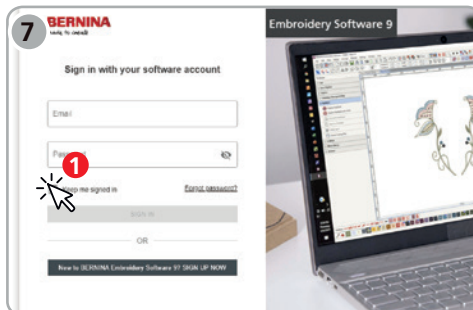 7
BERNINA
made to create
Embroidery Software 9
Sign in with your software account
Email
Password
1
Keep me signed in
Forgot password?
SIGN IN
OR
New to BERNINA Embroidery Software 9? SIGN UP NOW